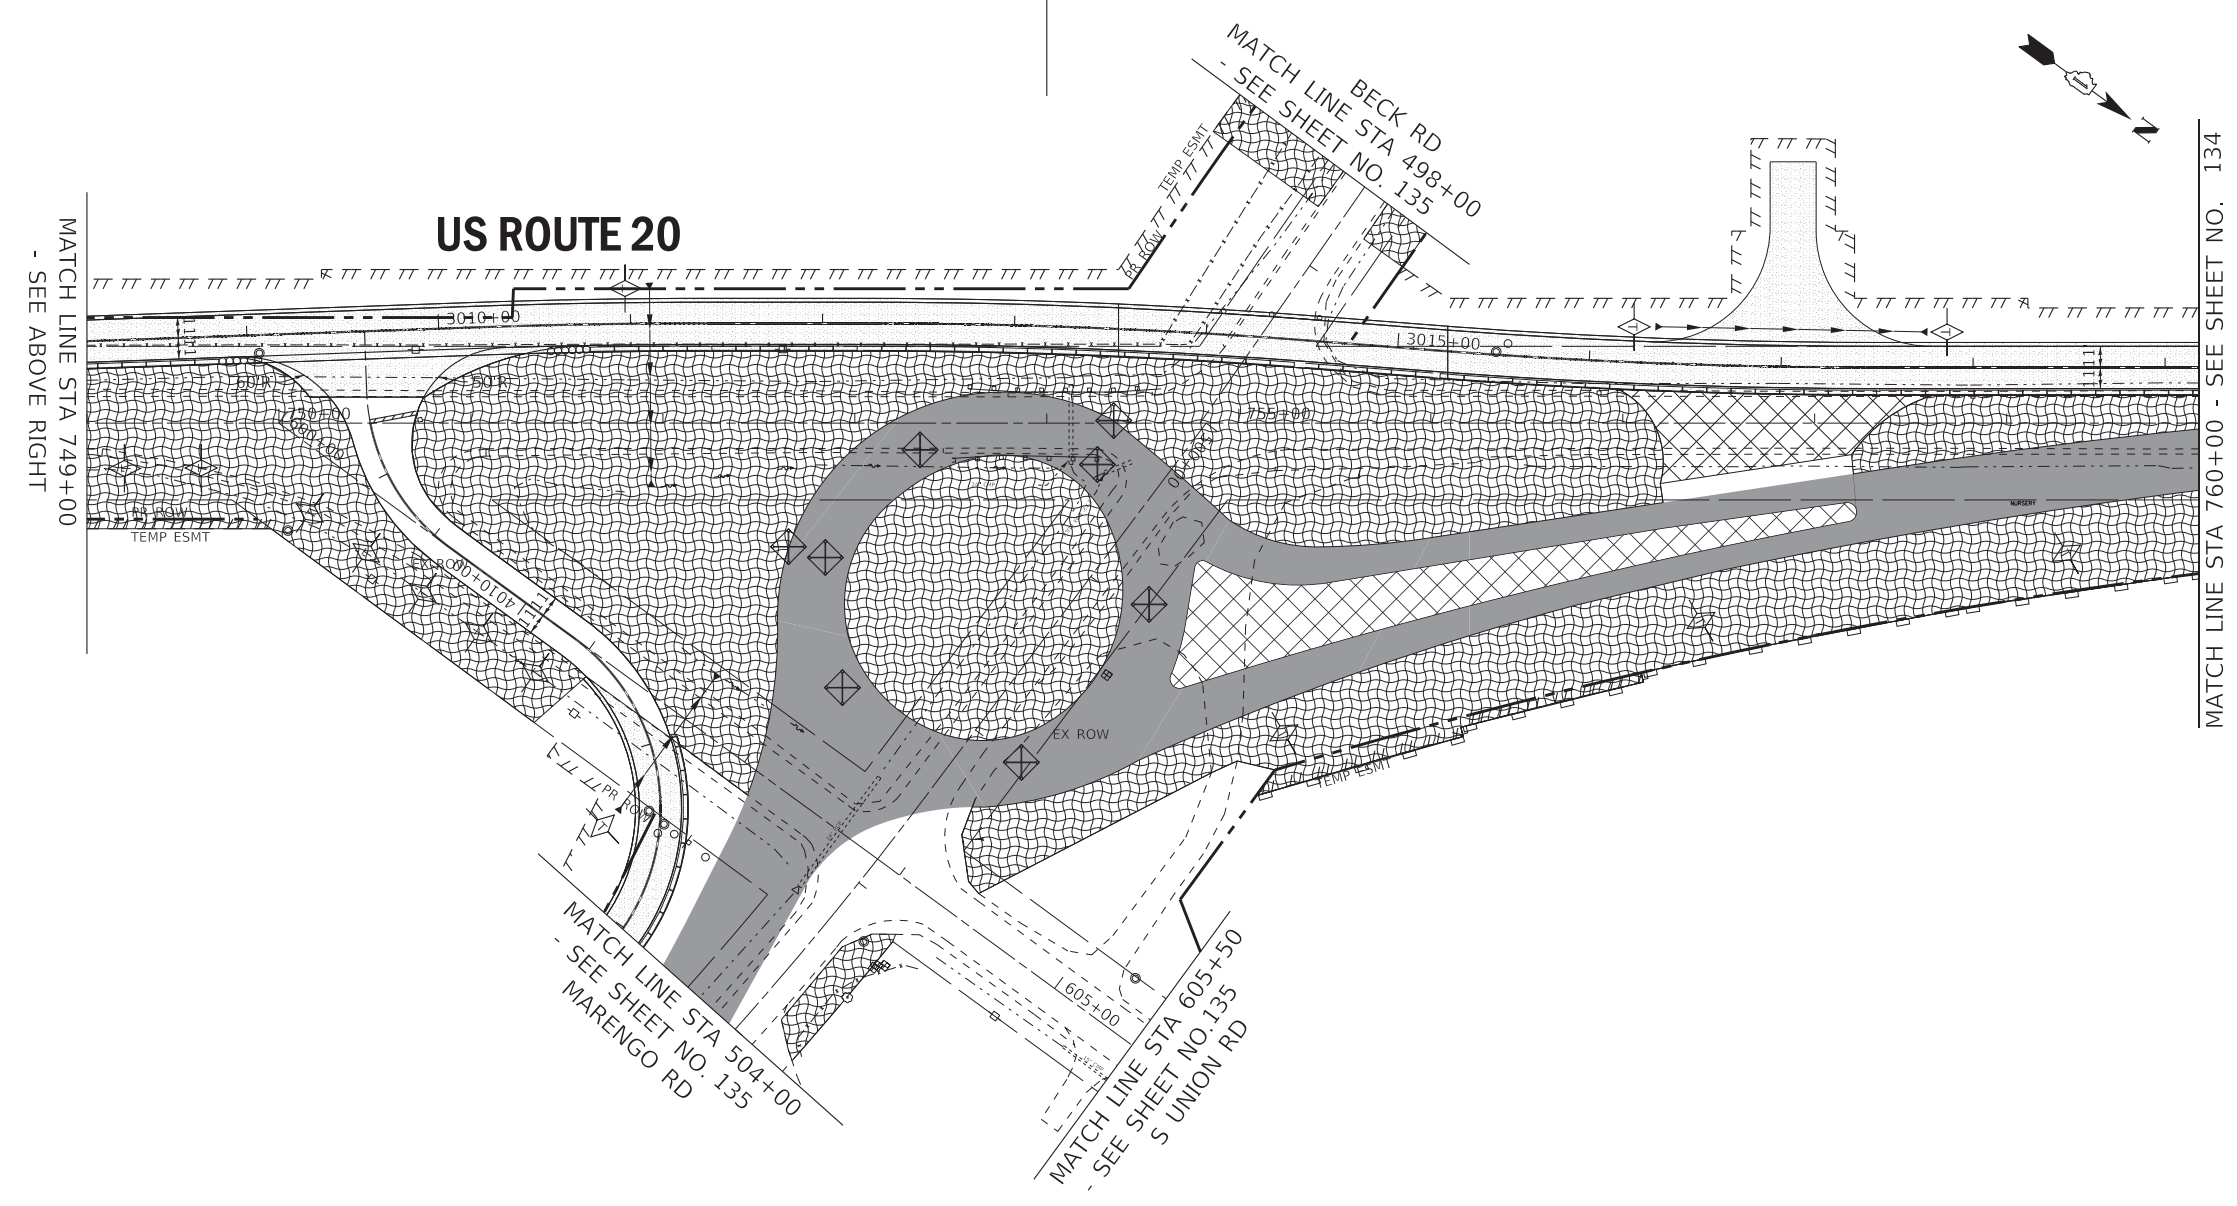 MATCH LINE STA 749+00
- SEE ABOVE RIGHT
US ROUTE 20
BECK RD
MATCH LINE STA 498+00
- SEE SHEET NO. 135
N
MATCH LINE STA 760+00 - SEE SHEET NO. 134
TEMP ESMT
PR ROW
3010+00
3015+00
60'R
50'R
750+00
600+00
755+00
500+00
PR ROW
TEMP ESMT
EX ROW
4010+00
NURSERY
EX ROW
TEMP ESMT
PR ROW
605+00
MATCH LINE STA 504+00
- SEE SHEET NO. 135
MARENGO RD
MATCH LINE STA 605+50
- SEE SHEET NO.135
S UNION RD